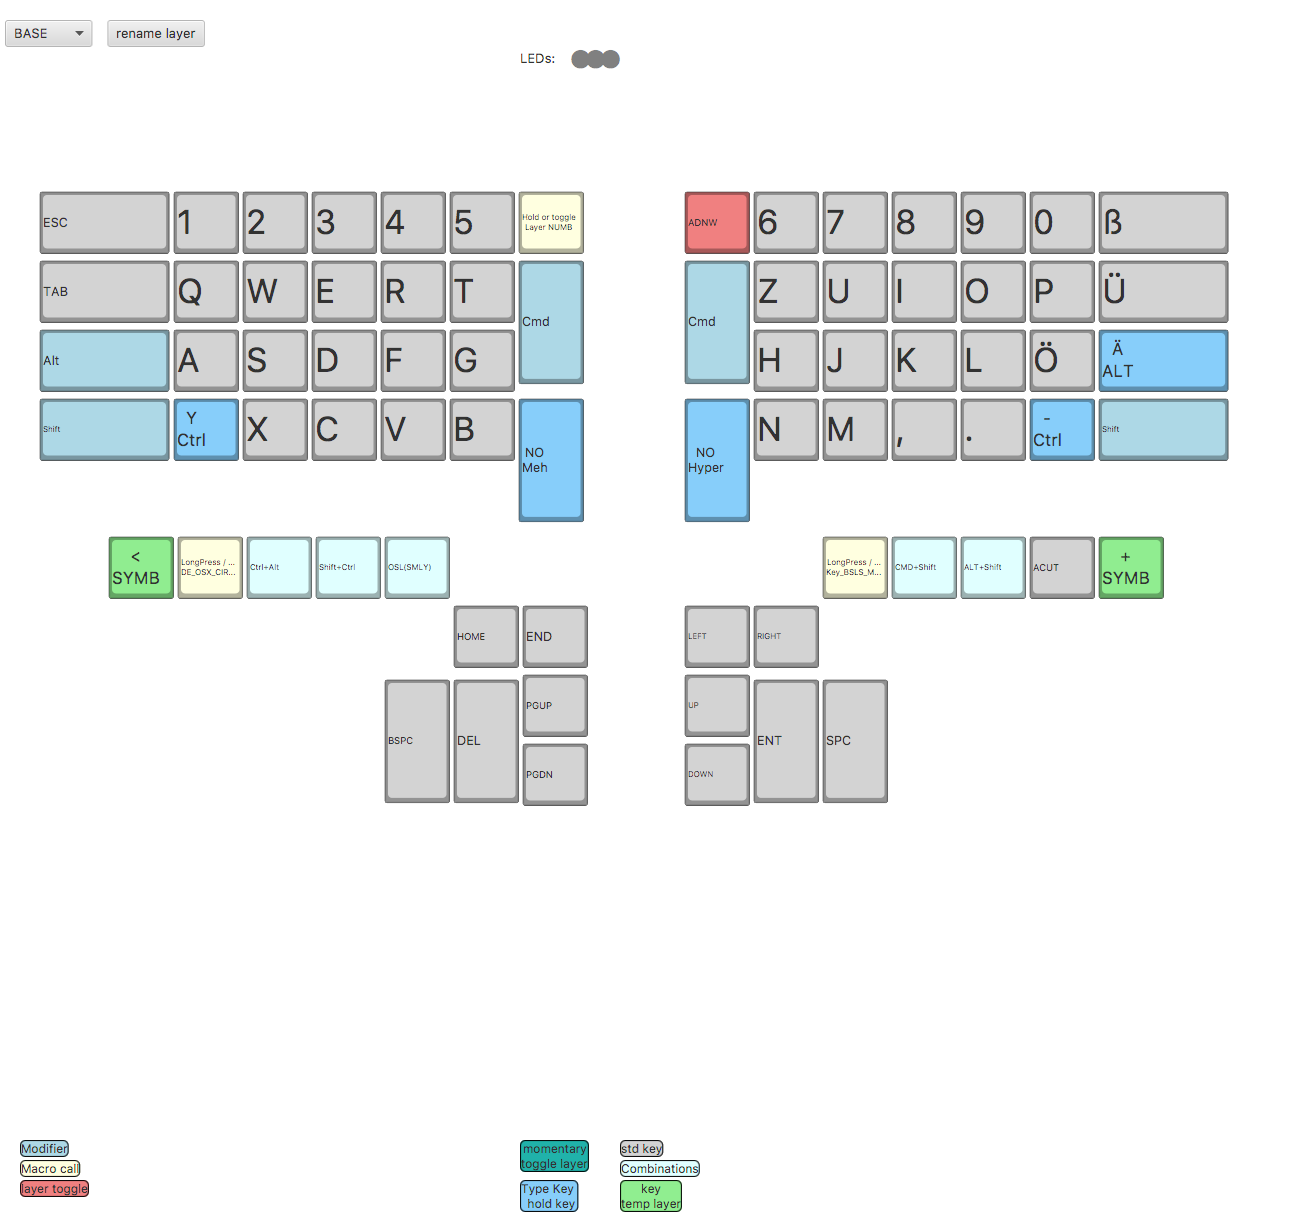 BASE
rename layer
LEDs:
ESC
1
2
3
4
5
Hold or toggle
Layer NUMB
ADNW
6
7
8
9
0
ß
TAB
Q
W
E
R
T
Cmd
Cmd
Z
U
I
O
P
Ü
Alt
A
S
D
F
G
H
J
K
L
Ö
Ä
ALT
Shift
Y
Ctrl
X
C
V
B
NO
Meh
NO
Hyper
N
M
,
.
-
Ctrl
Shift
<
SYMB
LongPress / ...
DE_OSX_CIR...
Ctrl+Alt
Shift+Ctrl
OSL(SMLY)
LongPress / ...
Key_BSLS_M...
CMD+Shift
ALT+Shift
ACUT
+
SYMB
HOME
END
LEFT
RIGHT
BSPC
DEL
PGUP
PGDN
UP
DOWN
ENT
SPC
Modifier
Macro call
layer toggle
momentary
toggle layer
Type Key
hold key
std key
Combinations
key
temp layer